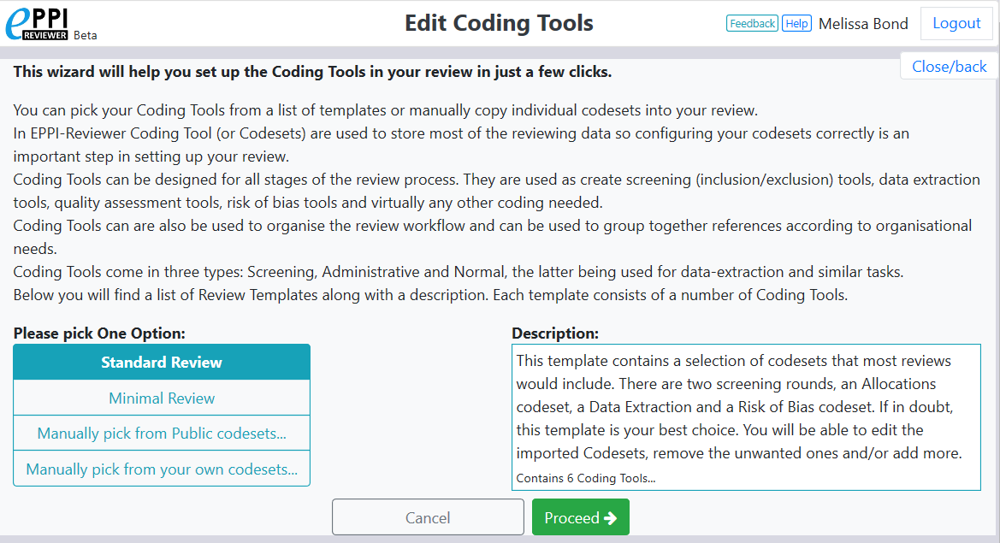 ePPI
REVIEWER Beta
Edit Coding Tools
Feedback Help Melissa Bond Logout
Close/back
This wizard will help you set up the Coding Tools in your review in just a few clicks.
You can pick your Coding Tools from a list of templates or manually copy individual codesets into your review.
In EPPI-Reviewer Coding Tool (or Codesets) are used to store most of the reviewing data so configuring your codesets correctly is an
important step in setting up your review.
Coding Tools can be designed for all stages of the review process. They are used as create screening (inclusion/exclusion) tools, data extraction
tools, quality assessment tools, risk of bias tools and virtually any other coding needed.
Coding Tools can are also be used to organise the review workflow and can be used to group together references according to organisational
needs.
Coding Tools come in three types: Screening, Administrative and Normal, the latter being used for data-extraction and similar tasks.
Below you will find a list of Review Templates along with a description. Each template consists of a number of Coding Tools.
Please pick One Option:
Standard Review
Minimal Review
Manually pick from Public codesets...
Manually pick from your own codesets...
Description:
This template contains a selection of codesets that most reviews
would include. There are two screening rounds, an Allocations
codeset, a Data Extraction and a Risk of Bias codeset. If in doubt,
this template is your best choice. You will be able to edit the
imported Codesets, remove the unwanted ones and/or add more.
Contains 6 Coding Tools...
Cancel
Proceed